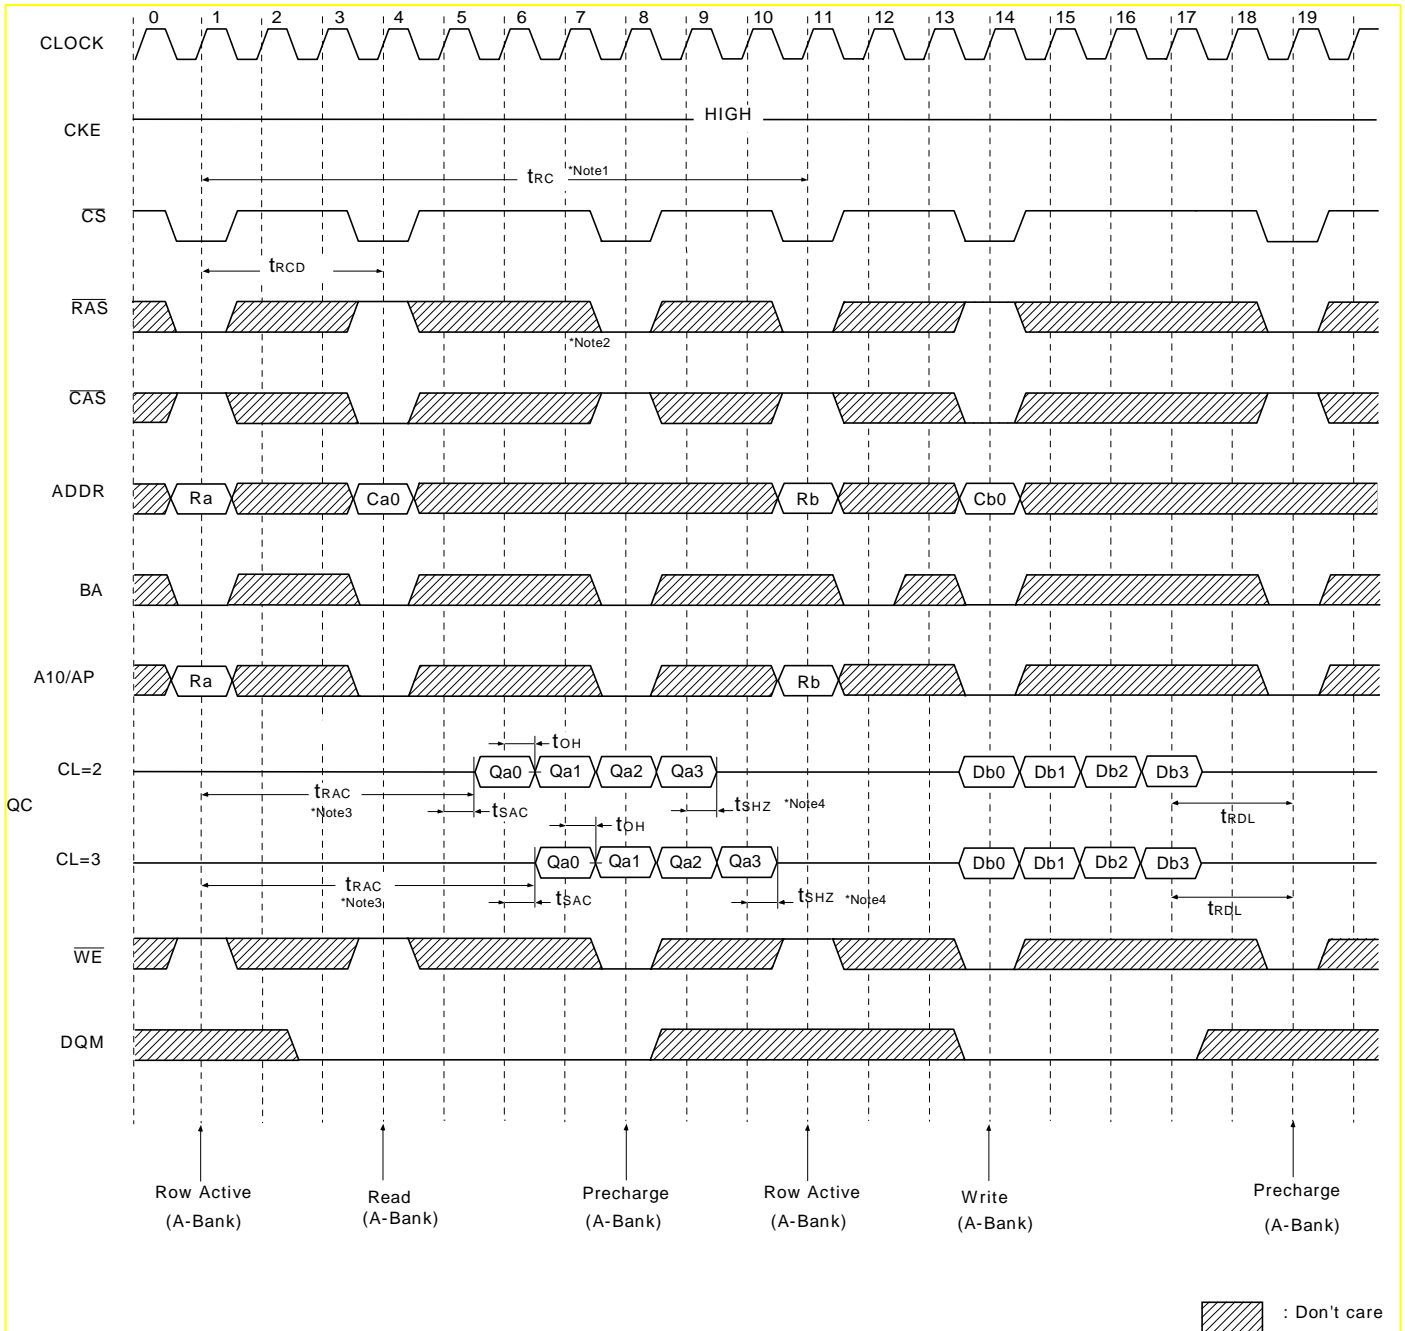 0 1 2 3 4 5 6 7 8 9 10 11 12 13 14 15 16 17 18 19
CLOCK
HIGH
CKE
tRC *Note1
CS
tRCD
RAS
*Note2
CAS
ADDR Ra Ca0 Rb Cb0
BA
A10/AP Ra Rb
tOH
CL=2 Qa0 Qa1 Qa2 Qa3 Db0 Db1 Db2 Db3
tRAC
QC *Note3 tSAC tSHZ *Note4 tRDL
tOH
CL=3 Qa0 Qa1 Qa2 Qa3 Db0 Db1 Db2 Db3
tRAC
*Note3 tSAC tSHZ *Note4 tRDL
WE
DQM
Row Active Read Precharge Row Active Write Precharge
(A-Bank) (A-Bank) (A-Bank) (A-Bank) (A-Bank) (A-Bank)
: Don't care